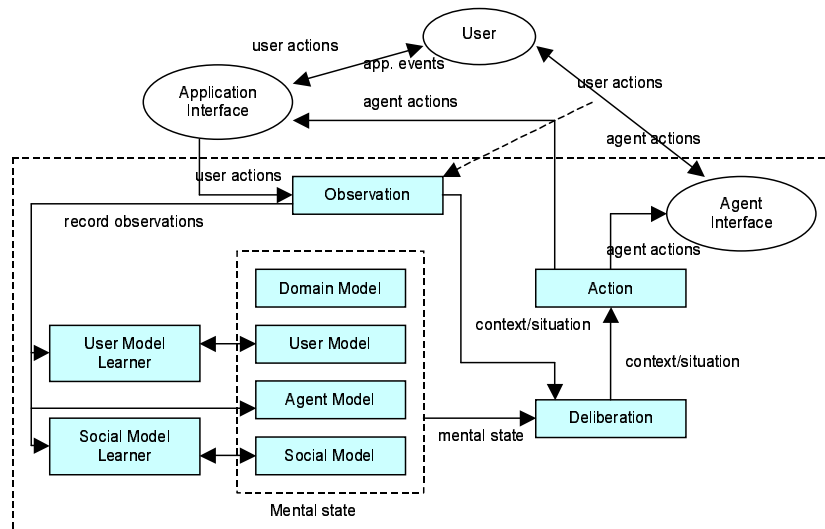 User
user actions
app. events
Application
Interface
user actions
agent actions
agent actions
user actions
Observation
Agent
Interface
record observations
agent actions
Domain Model
Action
context/situation
User Model
Learner
User Model
context/situation
Agent Model
Deliberation
Social Model
Learner
mental state
Social Model
Mental state